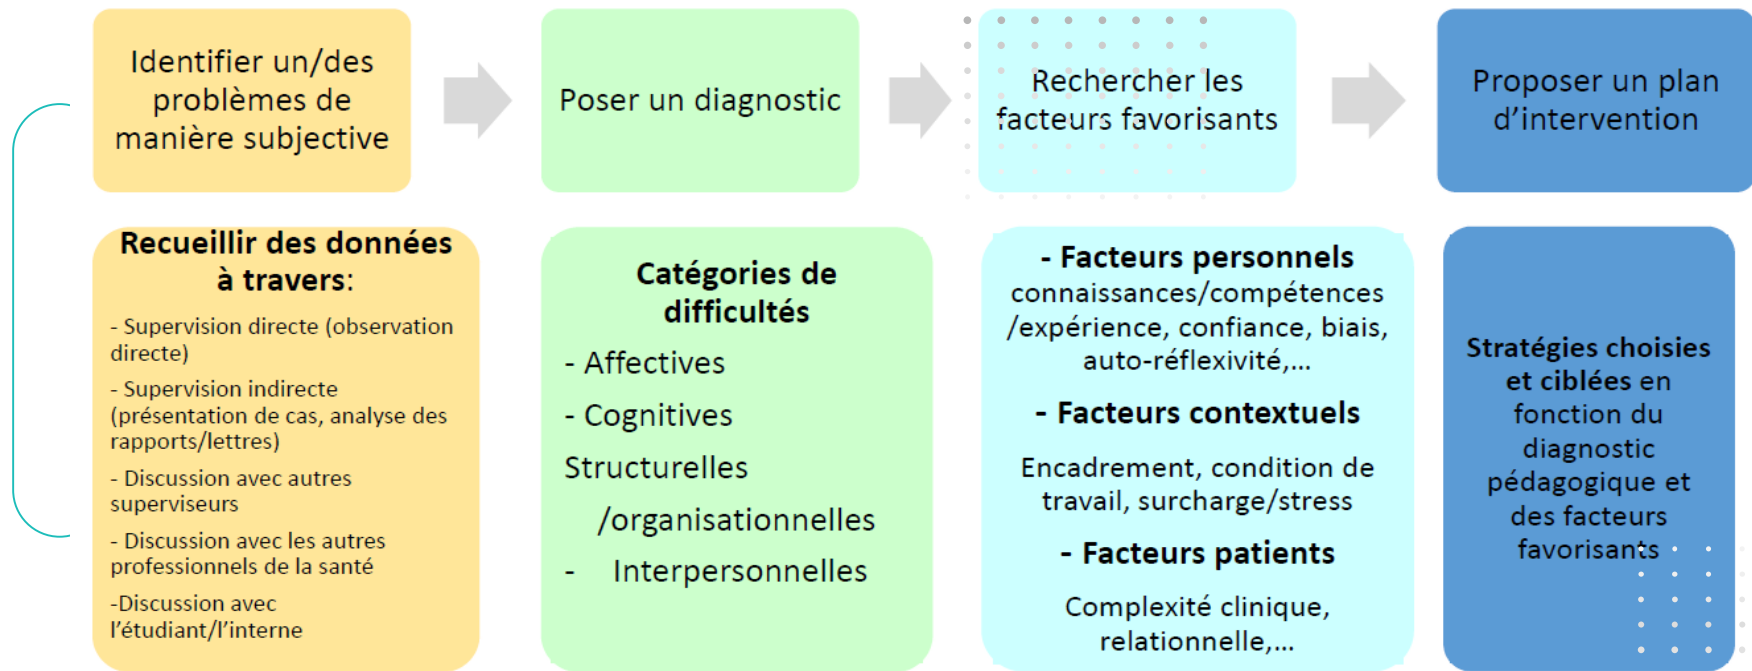 Identifier un/des
problèmes de
manière subjective
Poser un diagnostic
Rechercher les
facteurs favorisants
Proposer un plan
d’intervention
Recueillir des données
à travers:
- Supervision directe (observation
directe)
- Supervision indirecte
(présentation de cas, analyse des
rapports/lettres)
- Discussion avec autres
superviseurs
- Discussion avec les autres
professionnels de la santé
-Discussion avec
l’étudiant/l’interne
Catégories de
difficultés
- Affectives
- Cognitives
Structurelles
/organisationnelles
- Interpersonnelles
- Facteurs personnels
connaissances/compétences
/expérience, confiance, biais,
auto-réflexivité,...
- Facteurs contextuels
Encadrement, condition de
travail, surcharge/stress
- Facteurs patients
Complexité clinique,
relationnelle,...
Stratégies choisies
et ciblées en
fonction du
diagnostic
pédagogique et
des facteurs
favorisants